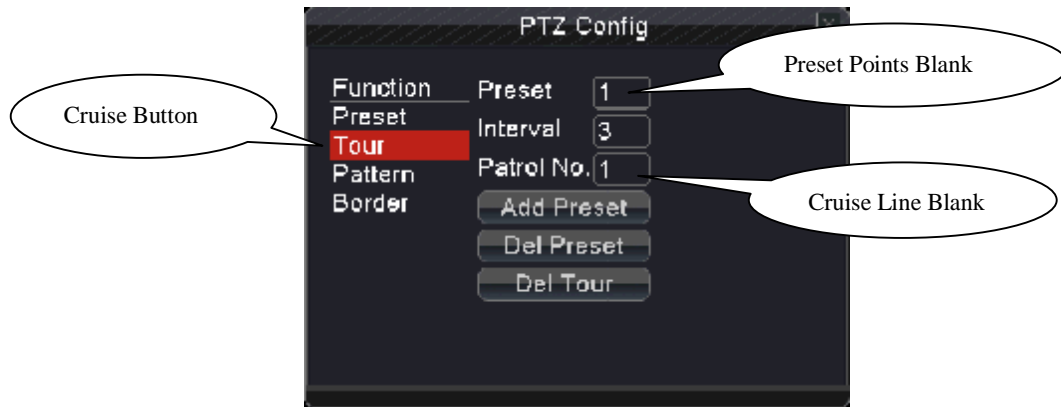 PTZ Config
Preset Points Blank
Cruise Button
Function
Preset
Tour
Pattern
Border
Preset 1
Interval 3
Patrol No. 1
Add Preset
Del Preset
Del Tour
Cruise Line Blank